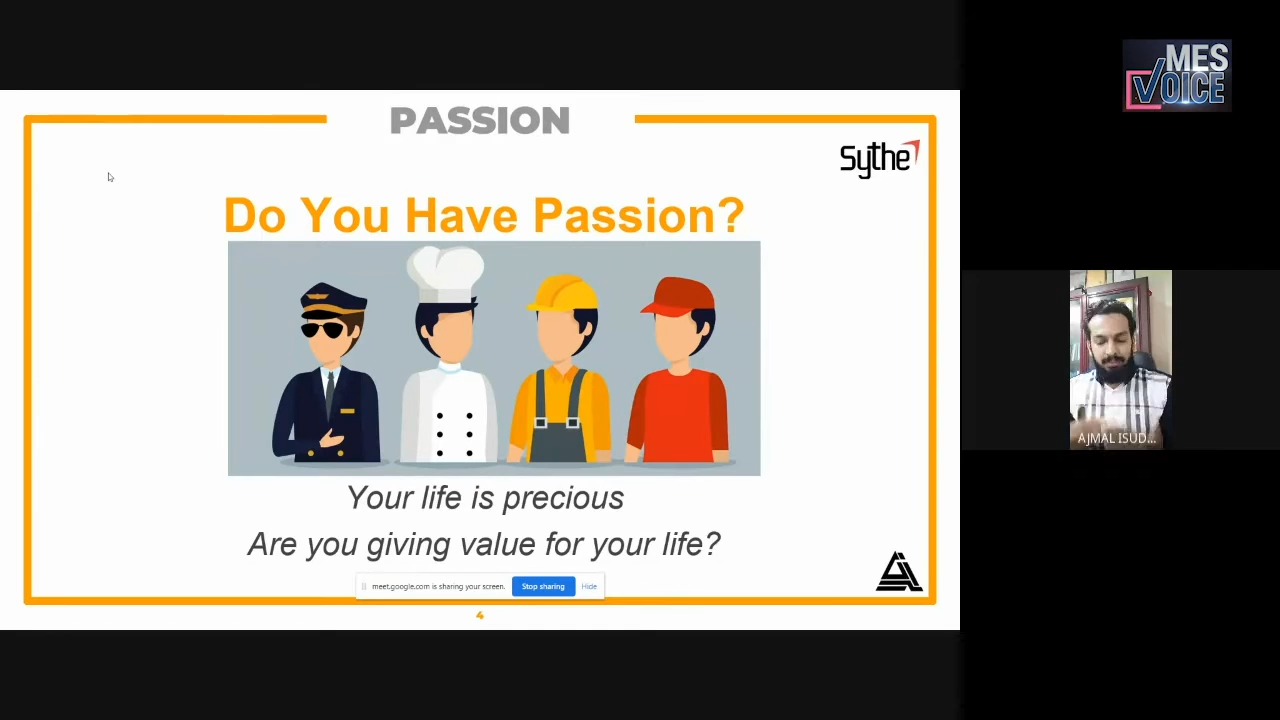 PASSION
Sythe
Do You Have Passion?
Your life is precious
Are you giving value for your life?
meet.google.com is sharing your screen.
Stop sharing
Hide
4
MES
VOICE
AJMAL ISUD...